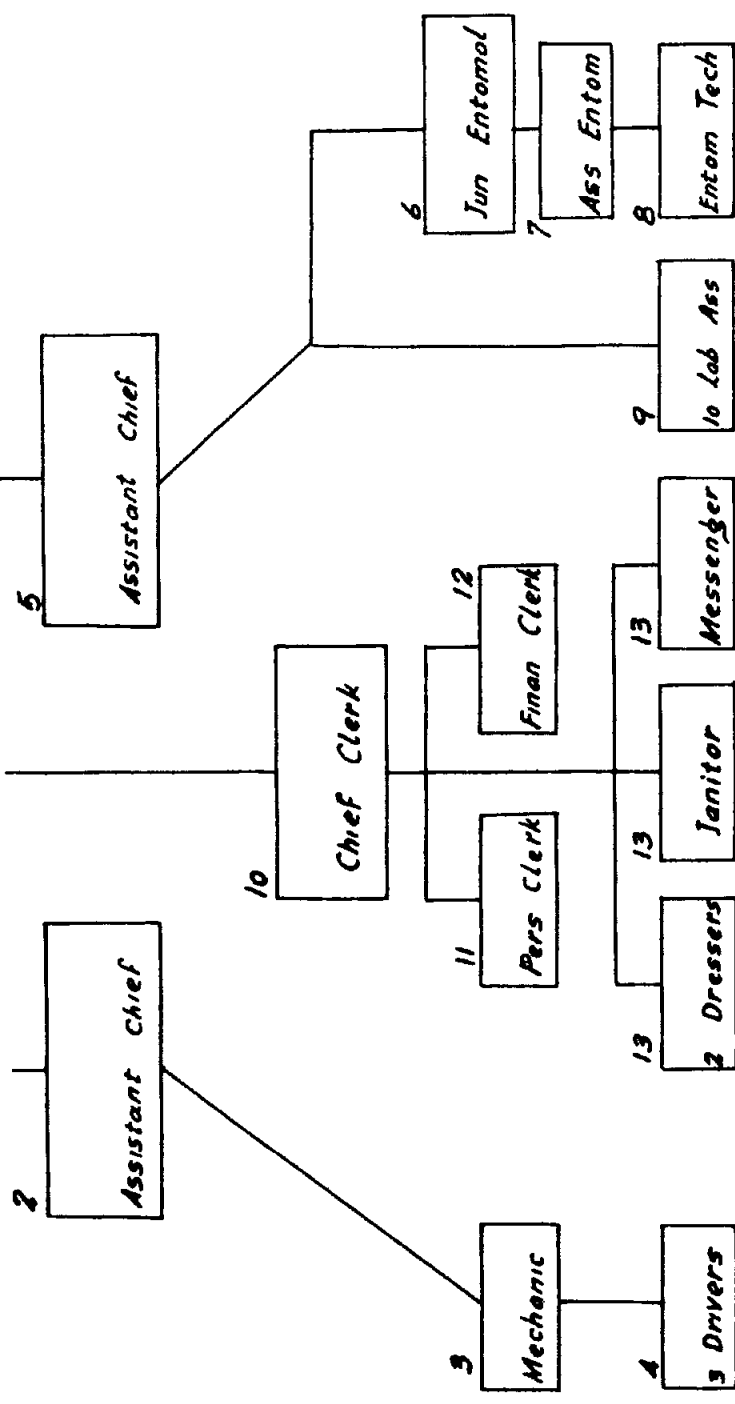 2
Assistant Chief
5
Assistant Chief
10
Chief Clerk
6
Jun Entomol
3
Mechanic
11
Pers Clerk
12
Finan Clerk
7
Ass Entom
4
3 Drivers
13
2 Dressers
13
Janitor
13
Messenger
9
10 Lab Ass
8
Entom Tech